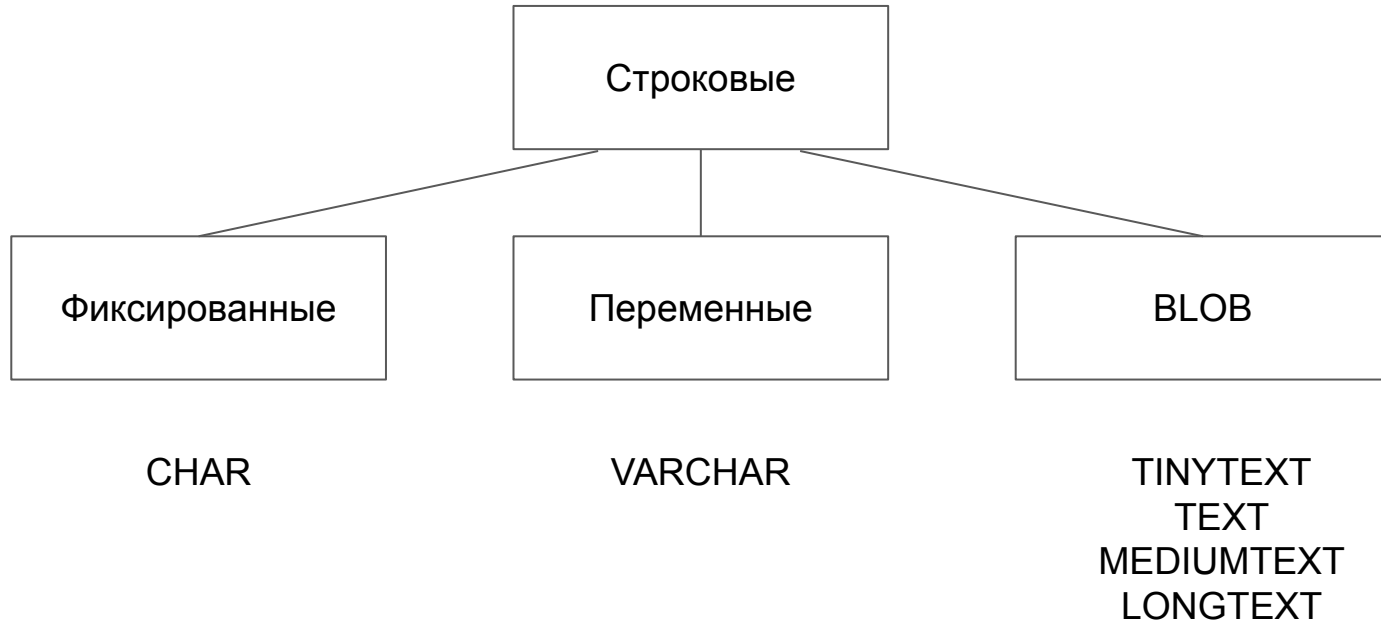 Строковые
Фиксированные
Переменные
BLOB
CHAR
VARCHAR
TINYTEXT
TEXT
MEDIUMTEXT
LONGTEXT